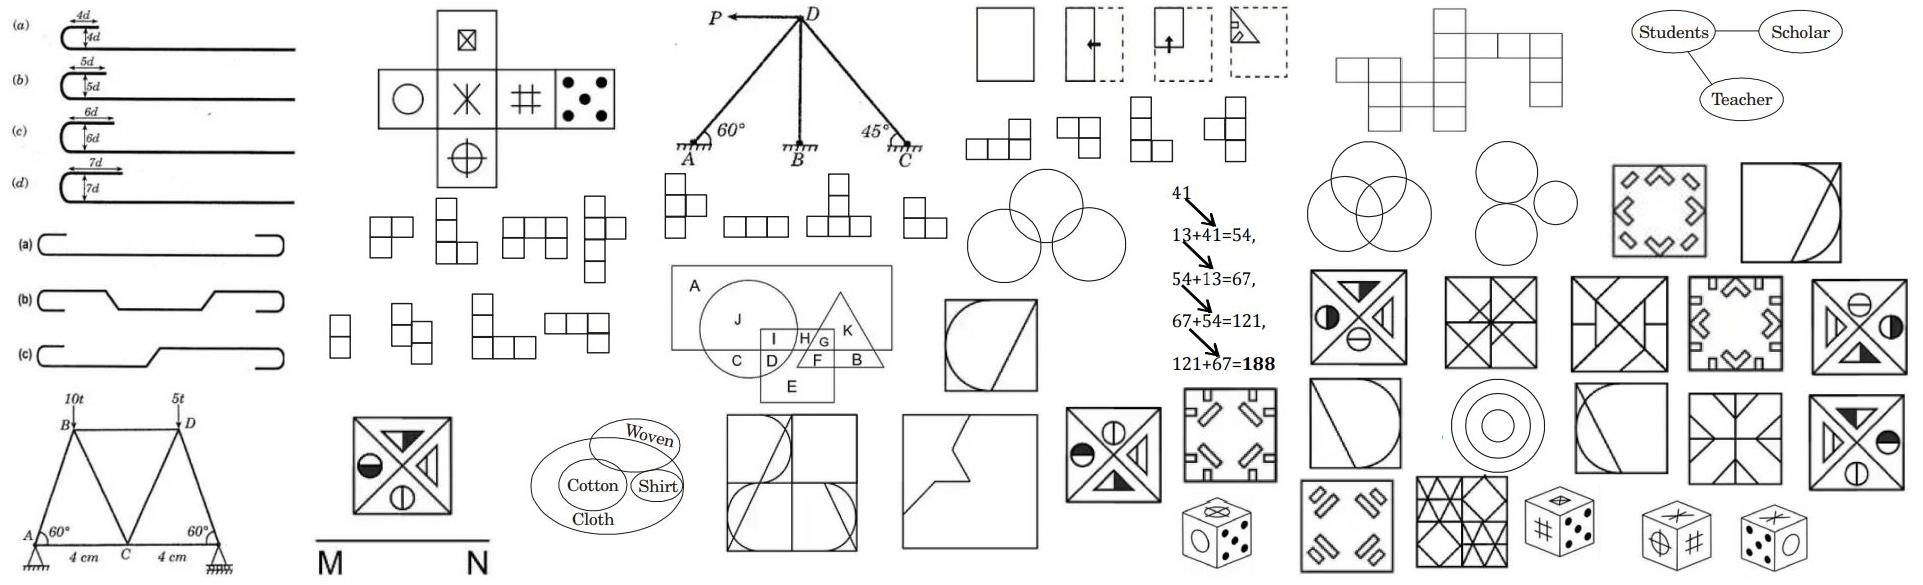 (a)
4d
4d
(b)
5d
5d
(c)
6d
6d
(d)
7d
7d
(a)
(b)
(c)
10t
5t
B
D
A
60°
60°
4 cm
C
4 cm
M N
P
D
60°
45°
A
B
C
A
J
K
I
H
G
C
D
F
B
E
Woven
Cotton
Shirt
Cloth
41
13+41=54,
54+13=67,
67+54=121,
121+67=188
Students
Scholar
Teacher